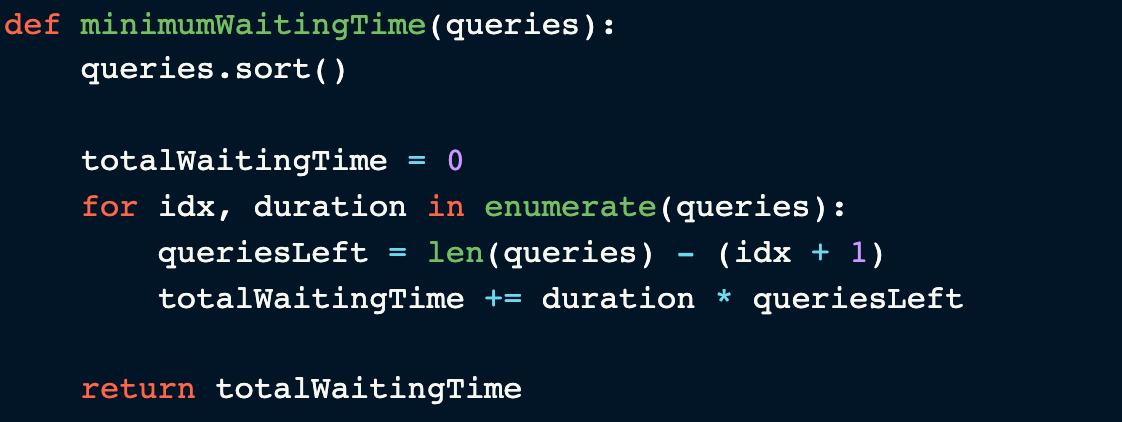 def minimumWaitingTime(queries):
    queries.sort()

    totalWaitingTime = 0
    for idx, duration in enumerate(queries):
        queriesLeft = len(queries) - (idx + 1)
        totalWaitingTime += duration * queriesLeft

    return totalWaitingTime